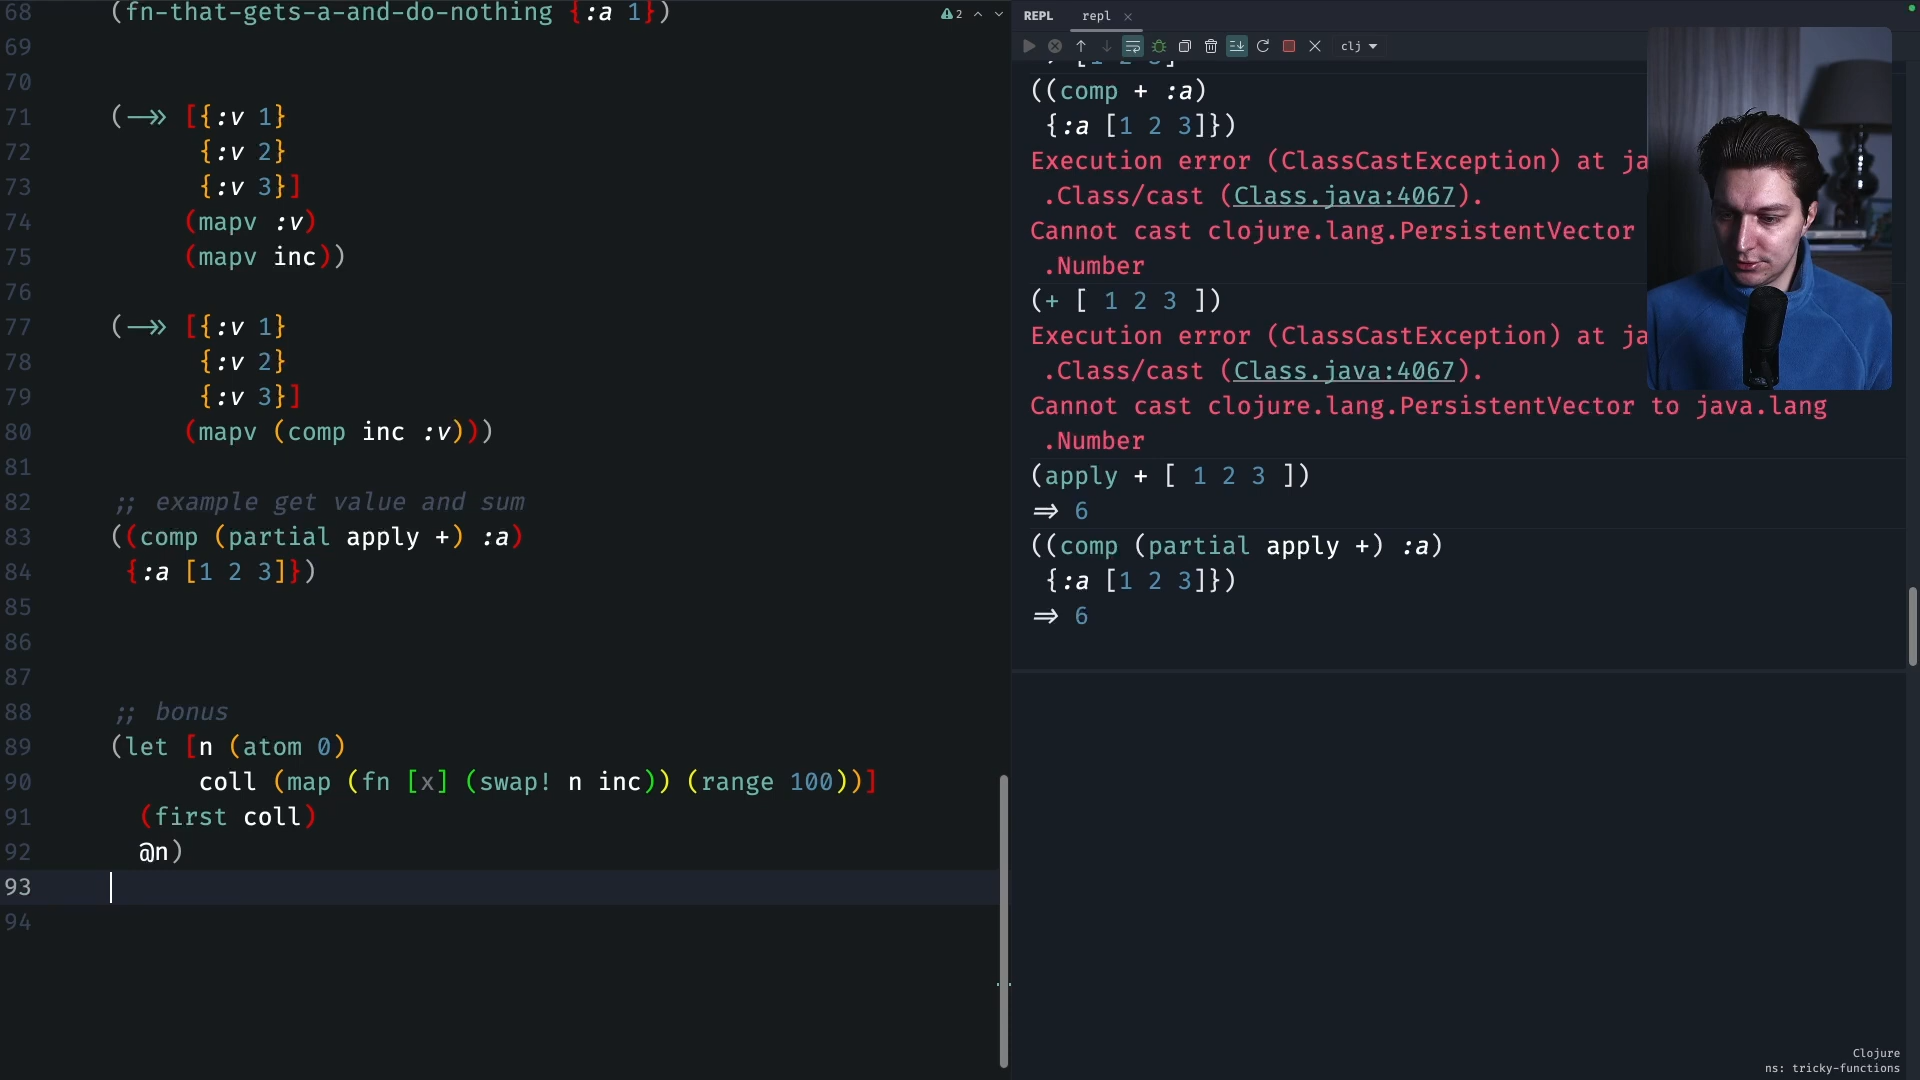 68 (fn-that-gets-a-and-do-nothing {:a 1})
2
69
70
71 (->> [{:v 1}
72 {:v 2}
73 {:v 3}]
74 (mapv :v)
75 (mapv inc))
76
77 (->> [{:v 1}
78 {:v 2}
79 {:v 3}]
80 (mapv (comp inc :v)))
81
82 ;; example get value and sum
83 ((comp (partial apply +) :a)
84 {:a [1 2 3]})
85
86
87
88 ;; bonus
89 (let [n (atom 0)
90 coll (map (fn [x] (swap! n inc)) (range 100))]
91 (first coll)
92 @n)
93
94
REPL repl
clj
((comp + :a)
{:a [1 2 3]})
Execution error (ClassCastException) at ja
.Class/cast (Class.java:4067).
Cannot cast clojure.lang.PersistentVector
.Number
(+ [ 1 2 3 ])
Execution error (ClassCastException) at ja
.Class/cast (Class.java:4067).
Cannot cast clojure.lang.PersistentVector to java.lang
.Number
(apply + [ 1 2 3 ])
=> 6
((comp (partial apply +) :a)
{:a [1 2 3]})
=> 6
Clojure
ns: tricky-functions